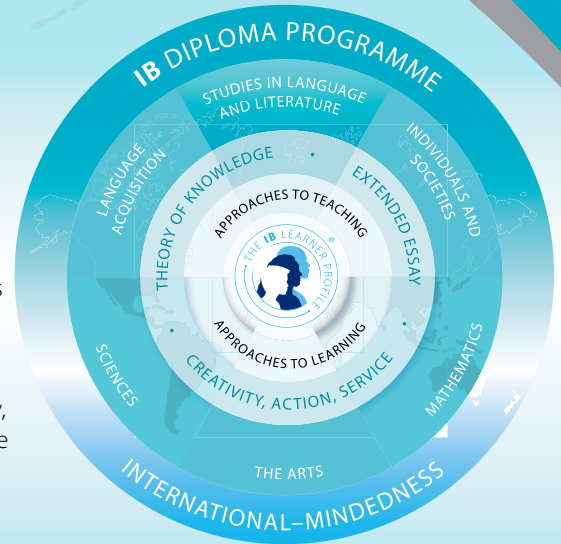 IB DIPLOMA PROGRAMME
STUDIES IN LANGUAGE
AND LITERATURE
LANGUAGE
ACQUISITION
INDIVIDUALS AND
SOCIETIES
THEORY OF KNOWLEDGE
EXTENDED ESSAY
APPROACHES TO TEACHING
THE IB LEARNER PROFILE
®
APPROACHES TO LEARNING
CREATIVITY, ACTION, SERVICE
SCIENCES
MATHEMATICS
THE ARTS
INTERNATIONAL–MINDEDNESS